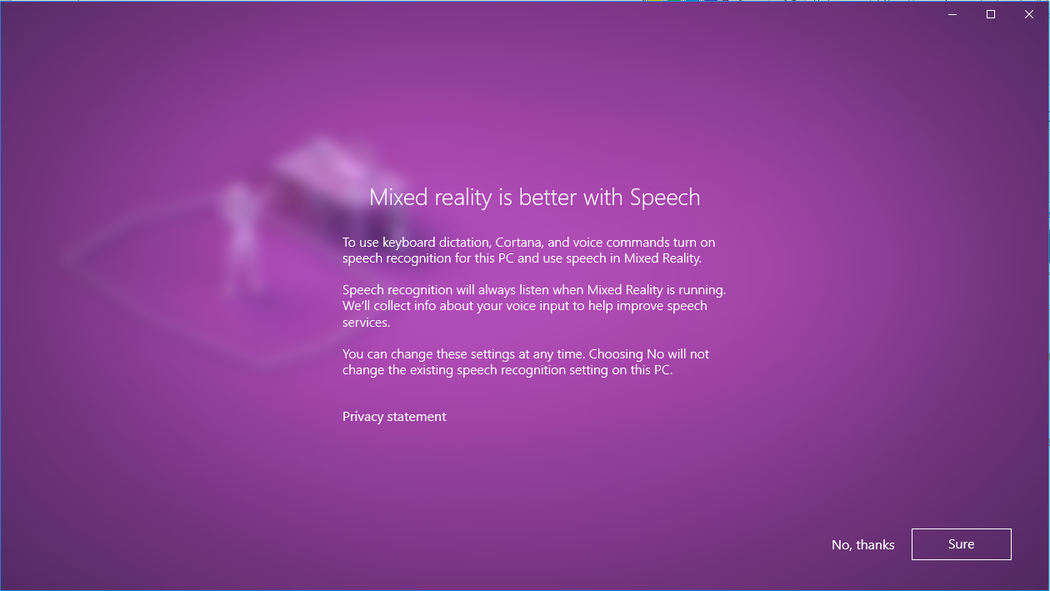 Mixed reality is better with Speech
To use keyboard dictation, Cortana, and voice commands turn on
speech recognition for this PC and use speech in Mixed Reality.
Speech recognition will always listen when Mixed Reality is running.
We'll collect info about your voice input to help improve speech
services.
You can change these settings at any time. Choosing No will not
change the existing speech recognition setting on this PC.
Privacy statement
No, thanks
Sure